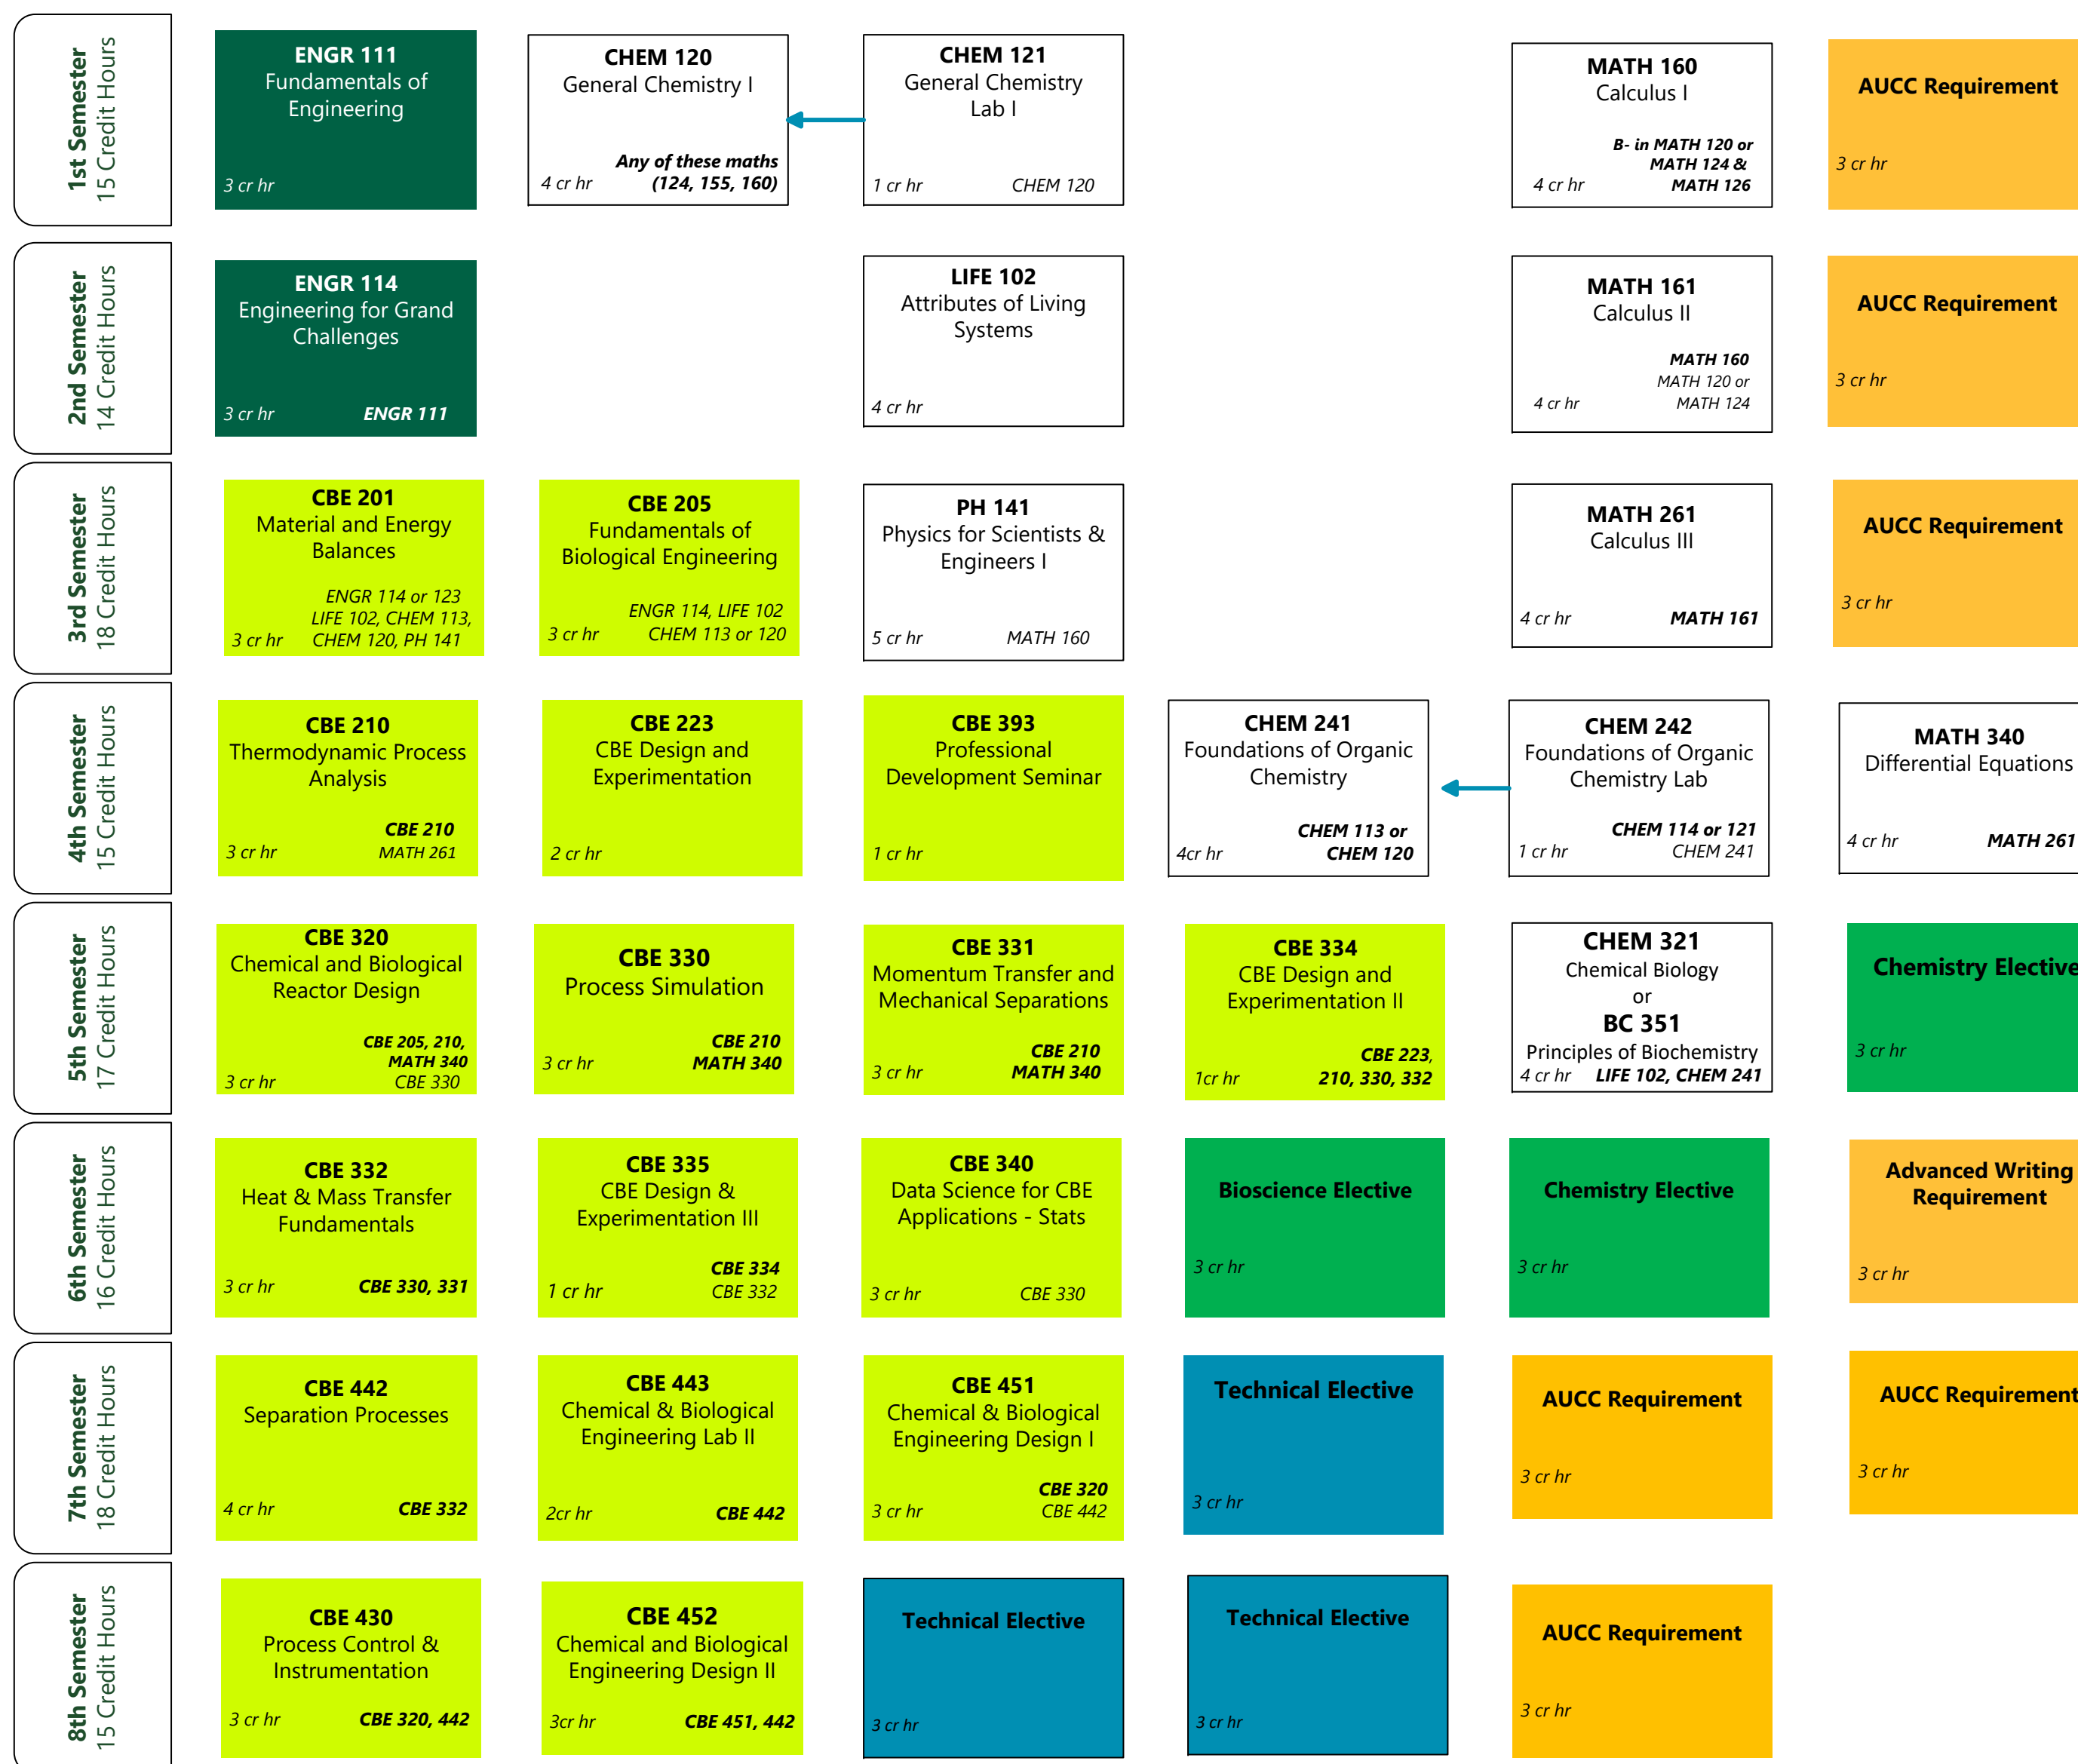 1st Semester
15 Credit Hours
ENGR 111
Fundamentals of
Engineering
3 cr hr
CHEM 120
General Chemistry I
Any of these maths
4 cr hr (124, 155, 160)
CHEM 121
General Chemistry
Lab I
1 cr hr CHEM 120
MATH 160
Calculus I
B- in MATH 120 or
MATH 124 &
4 cr hr MATH 126
AUCC Requirement
3 cr hr
2nd Semester
14 Credit Hours
ENGR 114
Engineering for Grand
Challenges
3 cr hr ENGR 111
LIFE 102
Attributes of Living
Systems
4 cr hr
MATH 161
Calculus II
MATH 160
MATH 120 or
4 cr hr MATH 124
AUCC Requirement
3 cr hr
3rd Semester
18 Credit Hours
CBE 201
Material and Energy
Balances
ENGR 114 or 123
LIFE 102, CHEM 113,
3 cr hr CHEM 120, PH 141
CBE 205
Fundamentals of
Biological Engineering
ENGR 114, LIFE 102
3 cr hr CHEM 113 or 120
PH 141
Physics for Scientists &
Engineers I
5 cr hr MATH 160
MATH 261
Calculus III
4 cr hr MATH 161
AUCC Requirement
3 cr hr
4th Semester
15 Credit Hours
CBE 210
Thermodynamic Process
Analysis
CBE 210
3 cr hr MATH 261
CBE 223
CBE Design and
Experimentation
2 cr hr
CBE 393
Professional
Development Seminar
1 cr hr
CHEM 241
Foundations of Organic
Chemistry
CHEM 113 or
4cr hr CHEM 120
CHEM 242
Foundations of Organic
Chemistry Lab
CHEM 114 or 121
1 cr hr CHEM 241
MATH 340
Differential Equations
4 cr hr MATH 261
5th Semester
17 Credit Hours
CBE 320
Chemical and Biological
Reactor Design
CBE 205, 210,
MATH 340
3 cr hr CBE 330
CBE 330
Process Simulation
CBE 210
3 cr hr MATH 340
CBE 331
Momentum Transfer and
Mechanical Separations
CBE 210
3 cr hr MATH 340
CBE 334
CBE Design and
Experimentation II
CBE 223,
1cr hr 210, 330, 332
CHEM 321
Chemical Biology
or
BC 351
Principles of Biochemistry
4 cr hr LIFE 102, CHEM 241
Chemistry Elective
3 cr hr
6th Semester
16 Credit Hours
CBE 332
Heat & Mass Transfer
Fundamentals
3 cr hr CBE 330, 331
CBE 335
CBE Design &
Experimentation III
CBE 334
1 cr hr CBE 332
CBE 340
Data Science for CBE
Applications - Stats
3 cr hr CBE 330
Bioscience Elective
3 cr hr
Chemistry Elective
3 cr hr
Advanced Writing
Requirement
3 cr hr
7th Semester
18 Credit Hours
CBE 442
Separation Processes
4 cr hr CBE 332
CBE 443
Chemical & Biological
Engineering Lab II
2cr hr CBE 442
CBE 451
Chemical & Biological
Engineering Design I
CBE 320
3 cr hr CBE 442
Technical Elective
3 cr hr
AUCC Requirement
3 cr hr
AUCC Requirement
3 cr hr
8th Semester
15 Credit Hours
CBE 430
Process Control &
Instrumentation
3 cr hr CBE 320, 442
CBE 452
Chemical and Biological
Engineering Design II
3cr hr CBE 451, 442
Technical Elective
3 cr hr
Technical Elective
3 cr hr
AUCC Requirement
3 cr hr